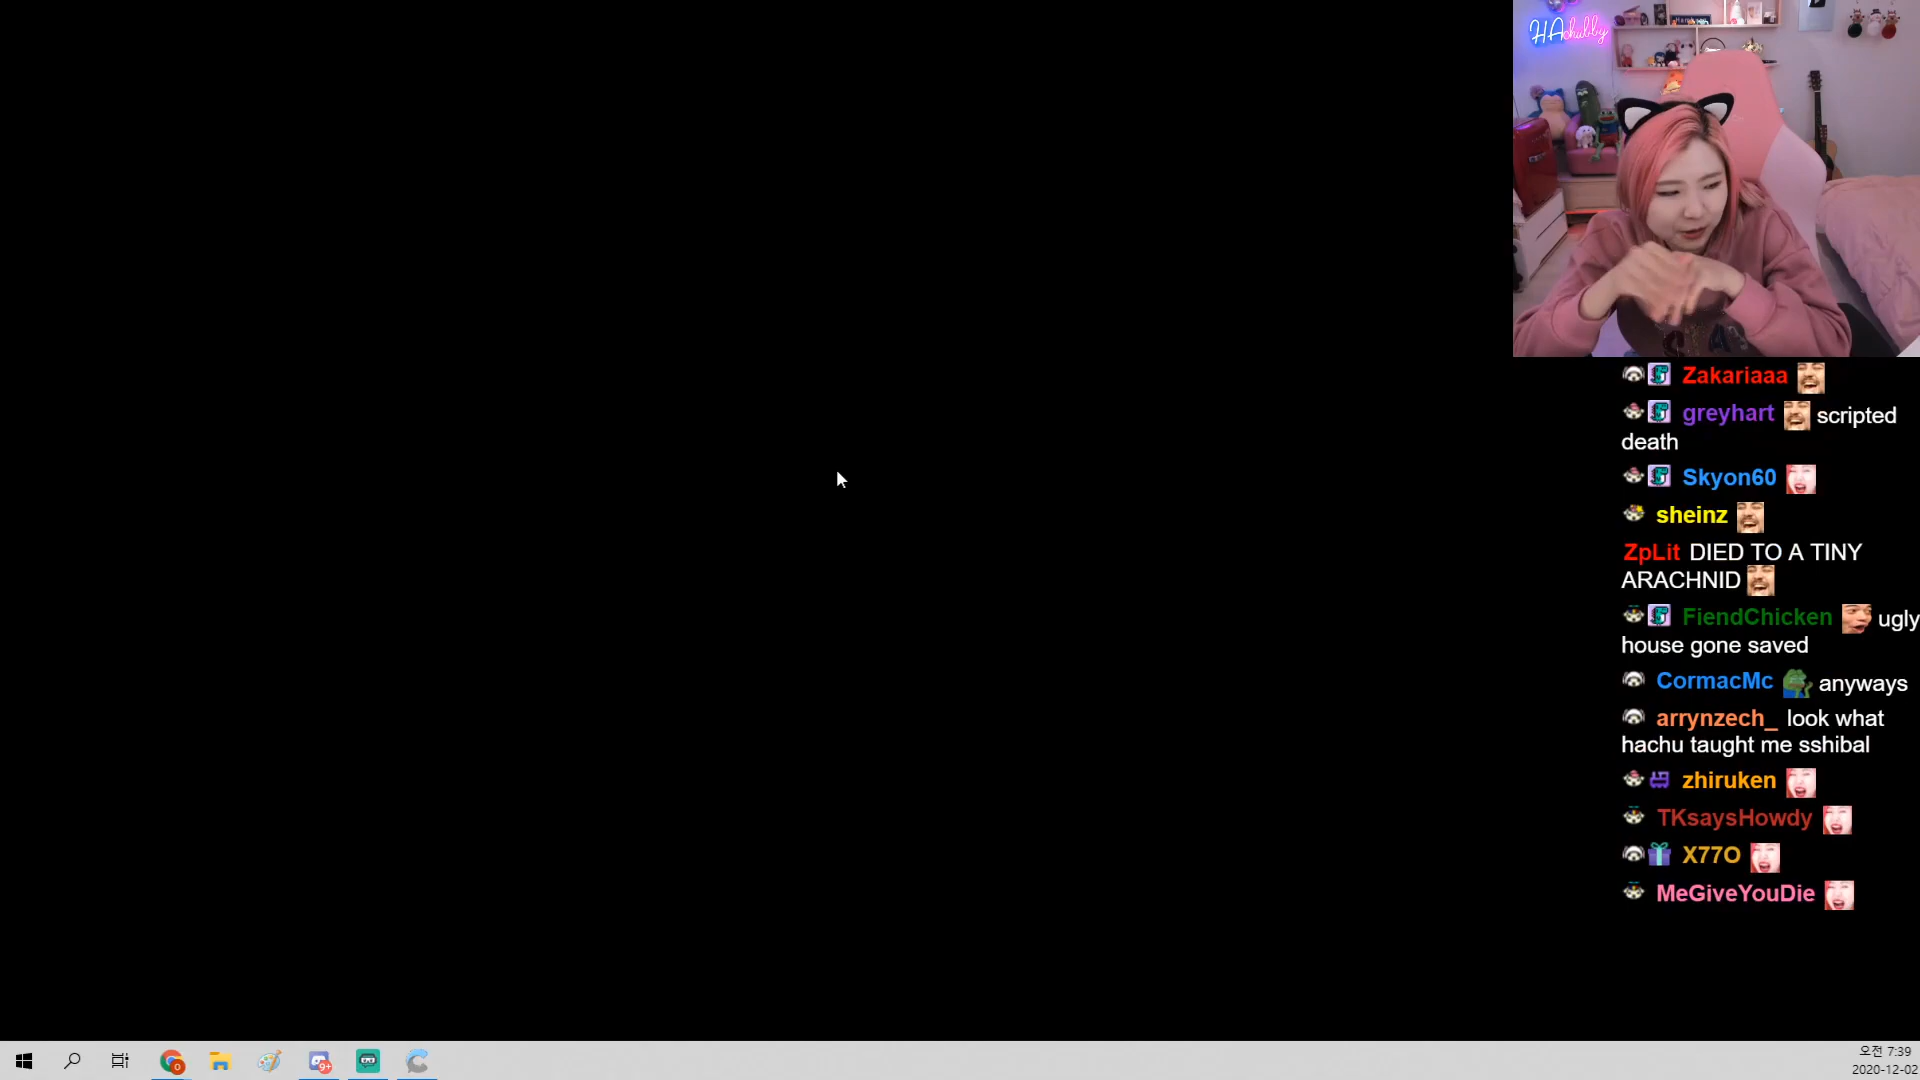 HAchubby
Zakariaaa
greyhart scripted
death
Skyon60
sheinz
ZpLit DIED TO A TINY
ARACHNID
FiendChicken ugly
house gone saved
CormacMc anyways
arrynzech_ look what
hachu taught me sshibal
zhiruken
TKsaysHowdy
X77O
MeGiveYouDie
9+
오전 7:39
2020-12-02